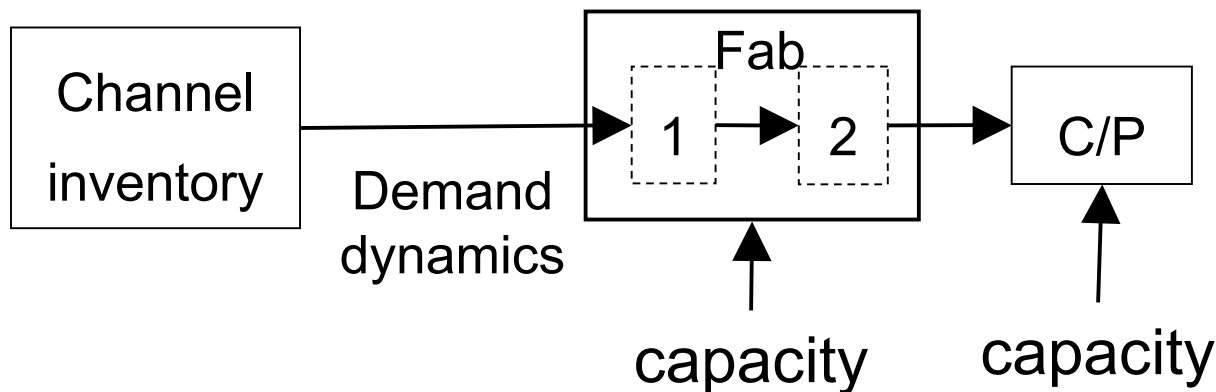 Channel
inventory
Demand
dynamics
Fab
1
2
C/P
capacity
capacity